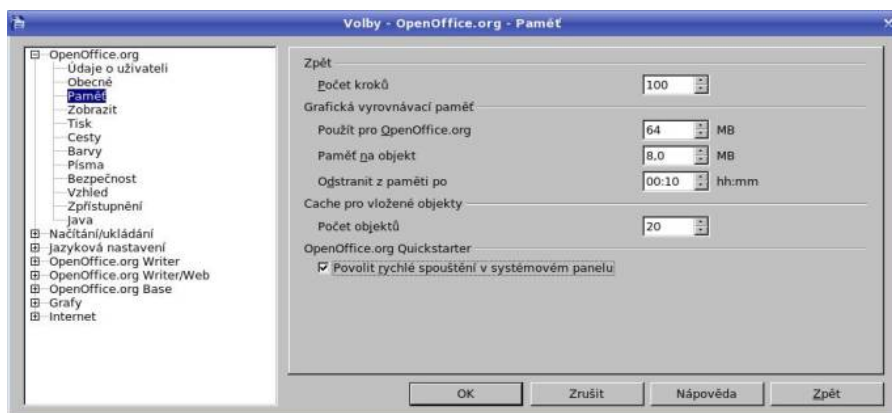 Volby - OpenOffice.org - Paměť
OpenOffice.org
Údaje o uživateli
Obecné
Paměť
Zobrazit
Tisk
Cesty
Barvy
Písma
Bezpečnost
Vzhled
Zpřístupnění
Java
Načítání/ukládání
Jazyková nastavení
OpenOffice.org Writer
OpenOffice.org Writer/Web
OpenOffice.org Base
Grafy
Internet
Zpět
Počet kroků 100
Grafická vyrovnávací paměť
Použít pro OpenOffice.org 64 MB
Paměť na objekt 8,0 MB
Odstranit z paměti po 00:10 hh:mm
Cache pro vložené objekty
Počet objektů 20
OpenOffice.org Quickstarter
Povolit rychlé spouštění v systémovém panelu
OK Zrušit Nápověda Zpět